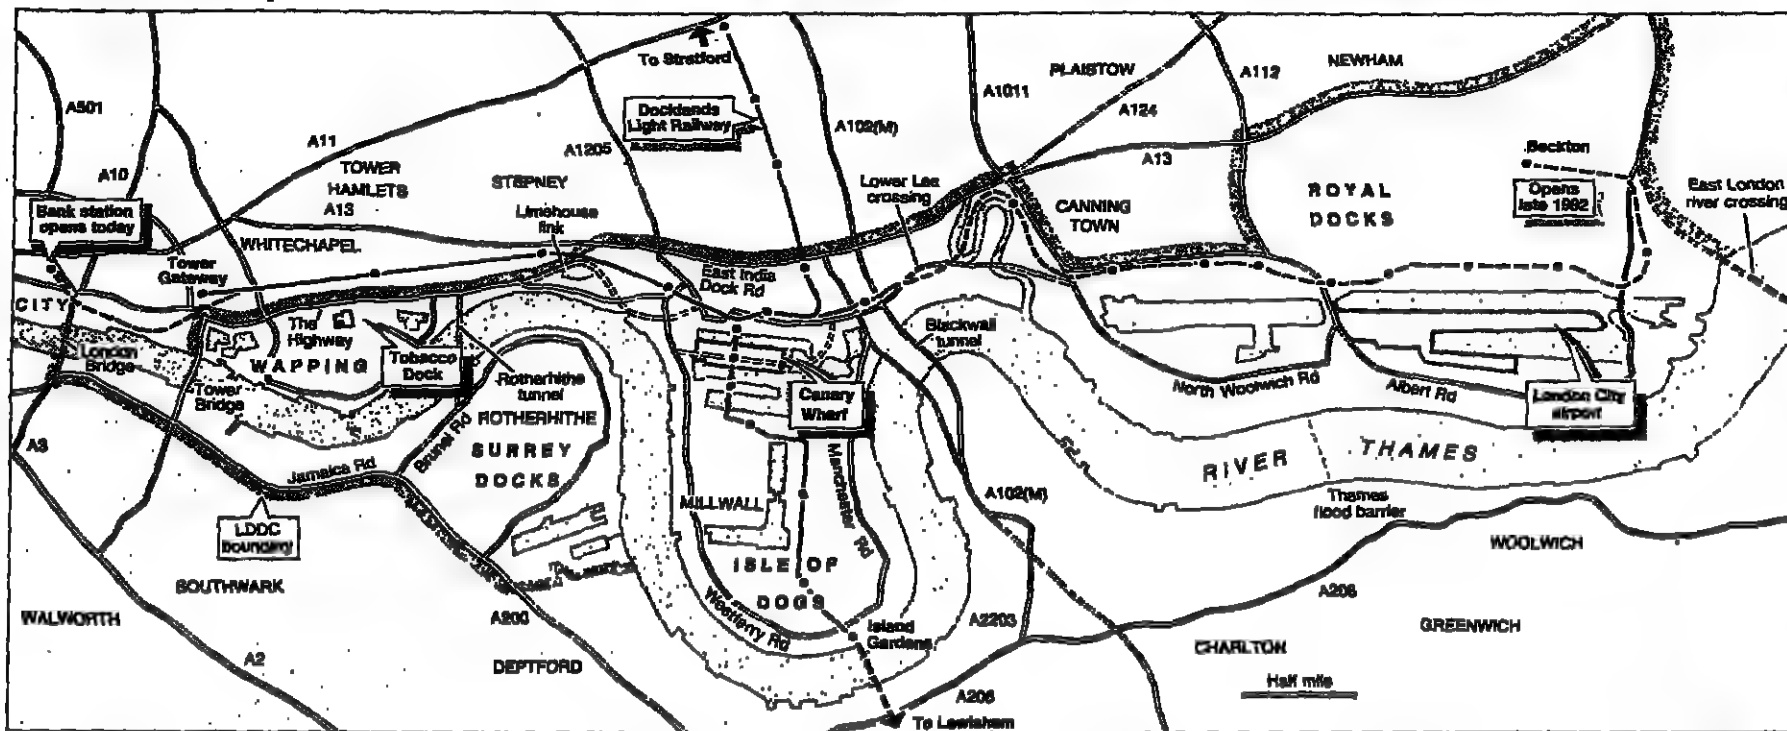 To Stratford
PLAISTOW
A112
NEWHAM
A501
Docklands
Light Railway
A1011
A124
A102(M)
A11
A1205
A13
Beckton
A10
TOWER
HAMLETS
STEPNEY
Lower Lea
crossing
ROYAL
DOCKS
Opens
late 1992
East London
river crossing
Bank station
opens today
A13
Limehouse
link
CANNING
TOWN
WHITECHAPEL
Tower
Gateway
East India
Dock Rd
CITY
The
Highway
Blackwall
tunnel
London
Bridge
WAPPING
Tobacco
Dock
Rotherhithe
tunnel
Tower
Bridge
Canary
Wharf
North Woolwich Rd
Albert Rd
London City
airport
A3
Brunel Rd
ROTHERHITHE
SURREY
DOCKS
Jamaica Rd
Manchester Rd
RIVER THAMES
MILLWALL
A102(M)
Thames
flood barrier
LDDC
boundary
WOOLWICH
ISLE OF
DOGS
SOUTHWARK
A206
WALWORTH
A200
Westferry Rd
Island
Gardens
A2203
GREENWICH
A2
DEPTFORD
CHARLTON
Half mile
A206
To Lewisham